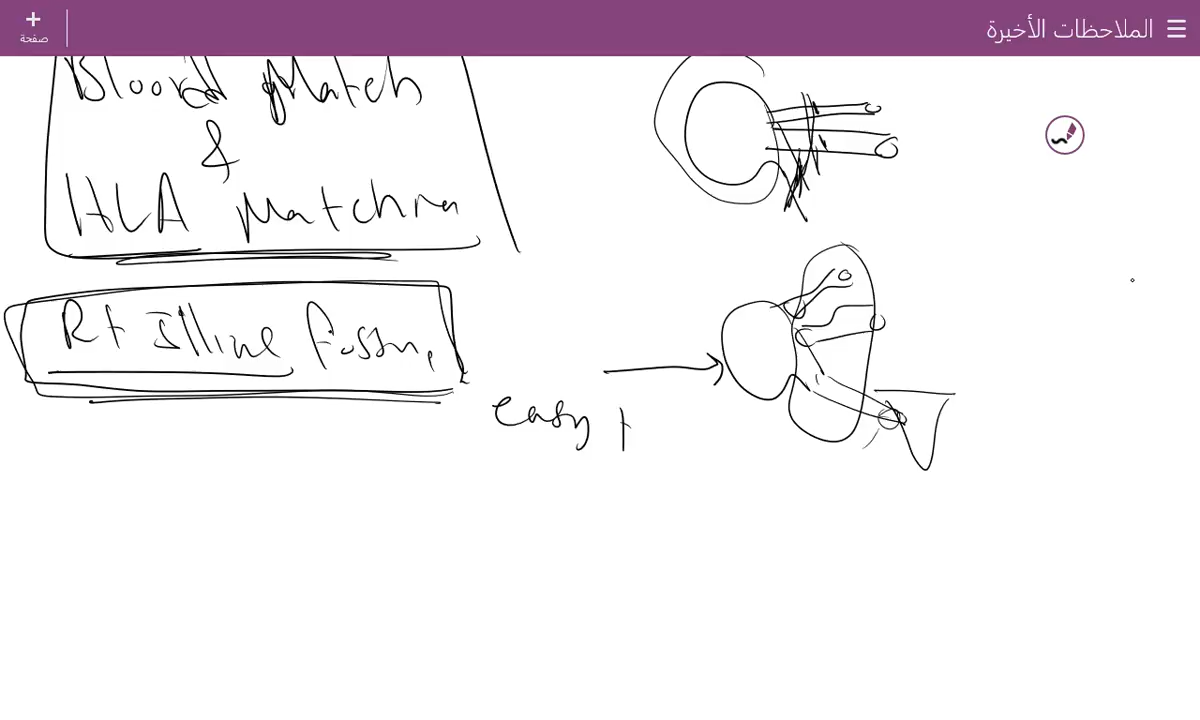 صفحة
الملاحظات الأخيرة
Blood Match
&
HLA Matching
Rt Illiac fossa
easy